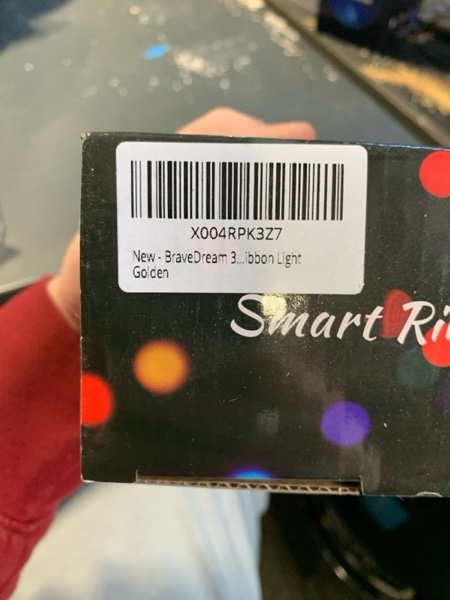 X004RPK3Z7
New - BraveDream 3...ibbon Light
Golden
Smart Ri